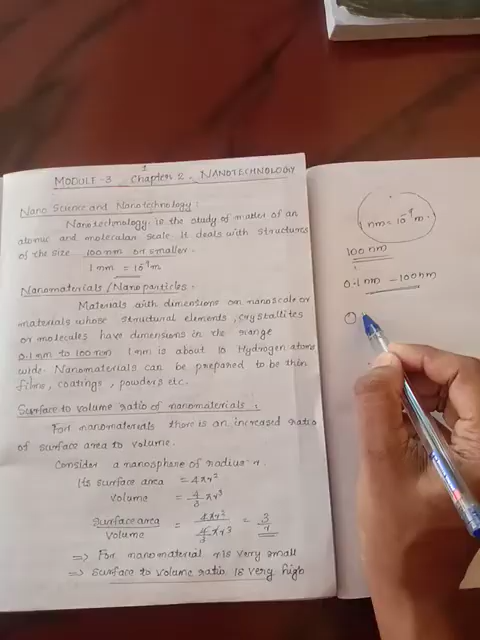 1
MODULE-3 Chapter 2 - NANOTECHNOLOGY
Nano Science and Nanotechnology:
Nanotechnology is the study of matter of an
atomic and molecular scale. It deals with structures
of the size 100 nm or smaller.
1 nm = 10⁻⁹ m
Nanomaterials/Nanoparticles:
Materials with dimensions on nanoscale or
materials whose structural elements, crystallites
or molecules have dimensions in the range
0.1 nm to 100 nm. 1 nm is about 10 Hydrogen atoms
wide. Nanomaterials can be prepared to be thin
films, coatings, powders etc.
Surface to volume ratio of nanomaterials:
For nanomaterials there is an increased ratio
of surface area to volume.
Consider a nanosphere of radius-r.
Its surface area = 4πr²
Volume = 4/3 πr³
Surface area / Volume = 4πr² / 4/3 πr³ = 3/r
⇒ For nanomaterial r is very small
⇒ Surface to volume ratio is very high
1 nm = 10⁻⁹ m.
100 nm
0.1 nm - 100 nm
①